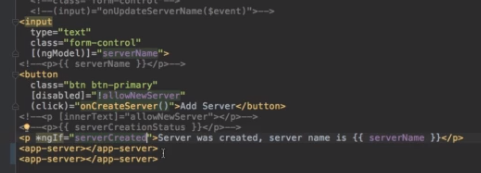 class="form-control"
<!--(input)="onUpdateServerName($event)">-->
<input
type="text"
class="form-control"
[(ngModel)]="serverName">
<!--<p>{{ serverName }}</p>-->
<button
class="btn btn-primary"
[disabled]="!allowNewServer"
(click)="onCreateServer()">Add Server</button>
<!--<p [innerText]="allowNewServer"></p>-->
<!--<p>{{ serverCreationStatus }}</p>-->
<p *ngIf="serverCreated">Server was created, server name is {{ serverName }}</p>
<app-server></app-server>
<app-server></app-server>